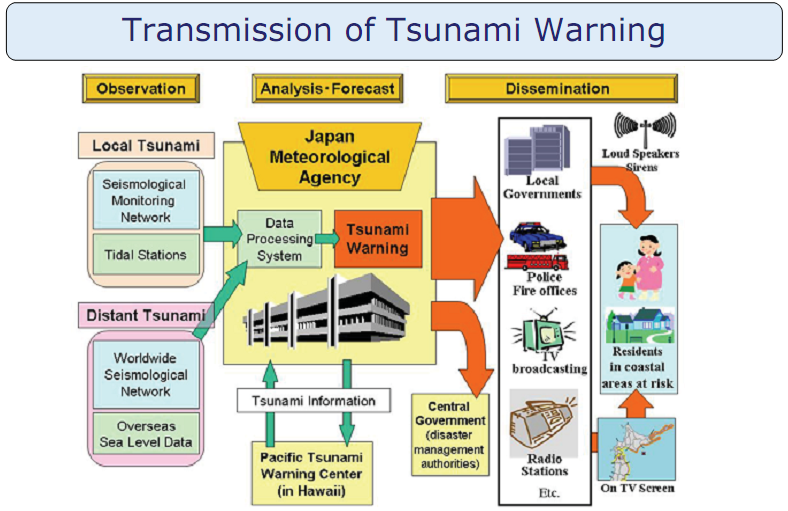 Transmission of Tsunami Warning
Observation
Analysis-Forecast
Dissemination
Local Tsunami
Seismological
Monitoring
Network
Tidal Stations
Distant Tsunami
Worldwide
Seismological
Network
Overseas
Sea Level Data
Japan
Meteorological
Agency
Data
Processing
System
Tsunami
Warning
Tsunami Information
Pacific Tsunami
Warning Center
(in Hawaii)
Central
Government
(disaster
management
authorities)
Local
Governments
Police
Fire offices
TV
broadcasting
Radio
Stations
Etc.
Loud Speakers
Sirens
Residents
in coastal
areas at risk
On TV Screen